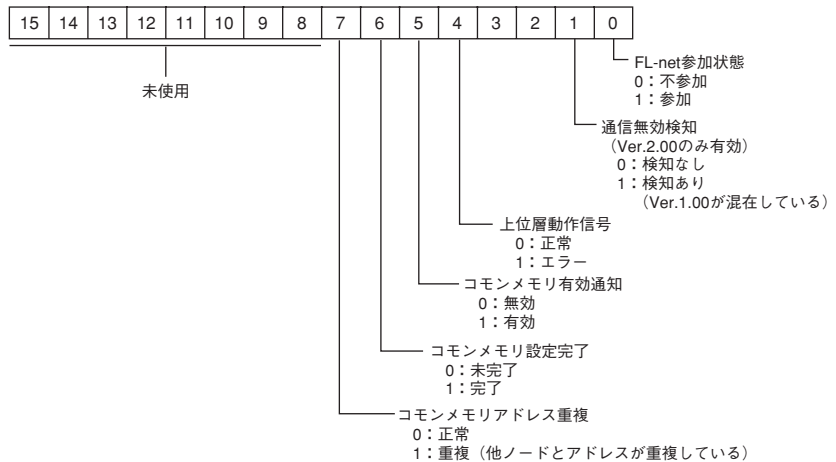 15 14 13 12 11 10 9 8 7 6 5 4 3 2 1 0
未使用
FL-net参加状態
0：不参加
1：参加
通信無効検知
（Ver.2.00のみ有効）
0：検知なし
1：検知あり
（Ver.1.00が混在している）
上位層動作信号
0：正常
1：エラー
コモンメモリ有効通知
0：無効
1：有効
コモンメモリ設定完了
0：未完了
1：完了
コモンメモリアドレス重複
0：正常
1：重複（他ノードとアドレスが重複している）